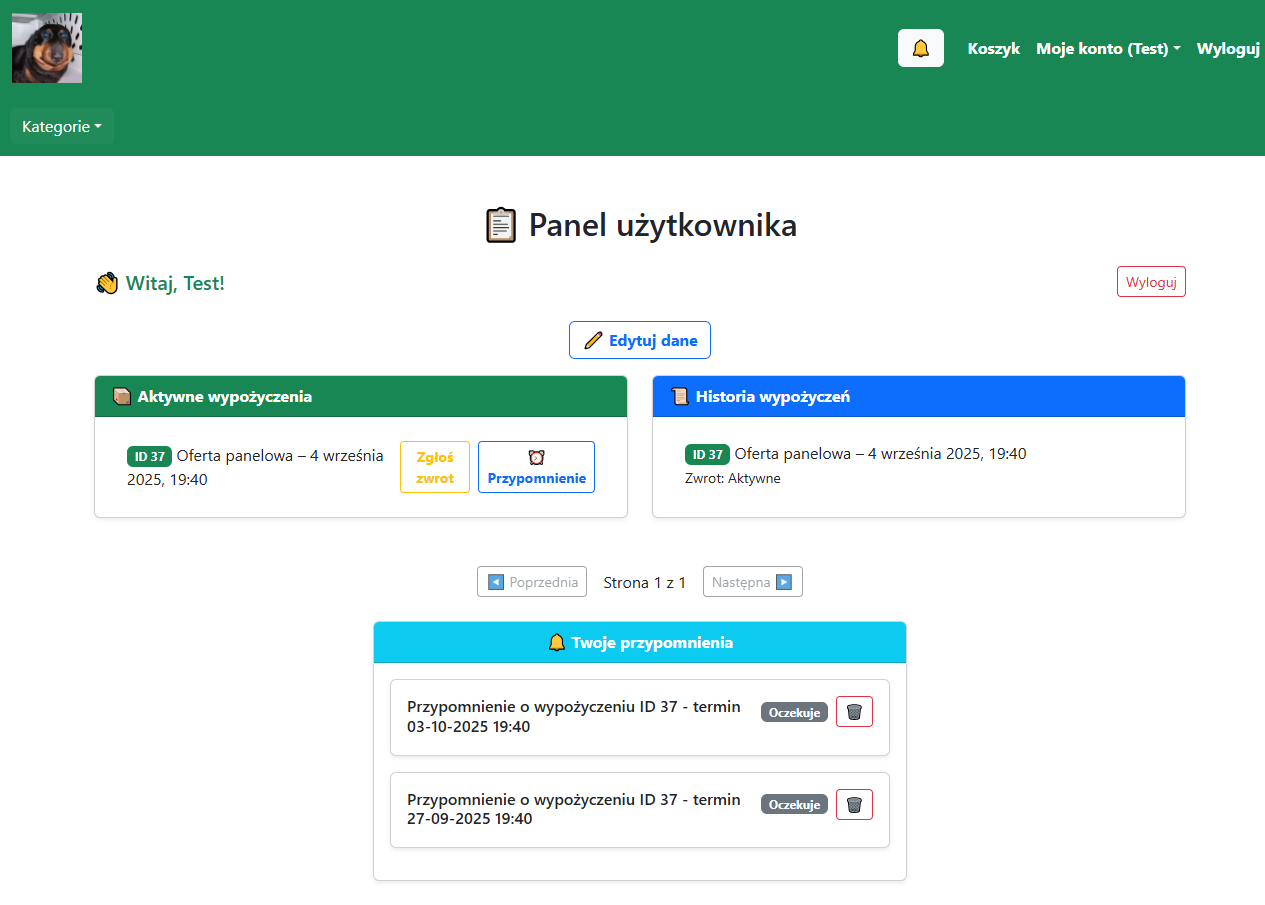 Koszyk Moje konto (Test) Wyloguj
Kategorie
Panel użytkownika
Witaj, Test!
Wyloguj
Edytuj dane
Aktywne wypożyczenia
ID 37 Oferta panelowa – 4 września
2025, 19:40
Zgłoś
zwrot
Przypomnienie
Historia wypożyczeń
ID 37 Oferta panelowa – 4 września 2025, 19:40
Zwrot: Aktywne
Poprzednia Strona 1 z 1 Następna
Twoje przypomnienia
Przypomnienie o wypożyczeniu ID 37 - termin
03-10-2025 19:40
Oczekuje
Przypomnienie o wypożyczeniu ID 37 - termin
27-09-2025 19:40
Oczekuje